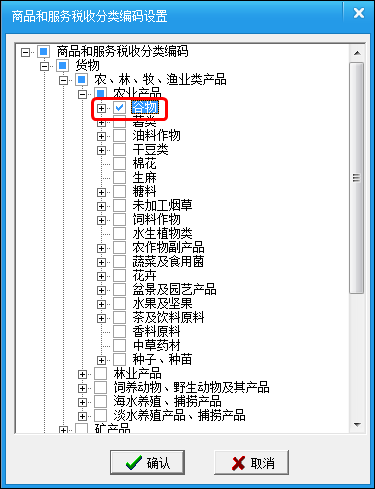 商品和服务税收分类编码设置
商品和服务税收分类编码
货物
农、林、牧、渔业类产品
农业产品
谷物
薯类
油料作物
干豆类
棉花
生麻
糖料
未加工烟草
饲料作物
水生植物类
农作物副产品
蔬菜及食用菌
花卉
盆景及园艺产品
水果及坚果
茶及饮料原料
香料原料
中草药材
种子、种苗
林业产品
饲养动物、野生动物及其产品
海水养殖、捕捞产品
淡水养殖产品、捕捞产品
矿产品
确认 取消